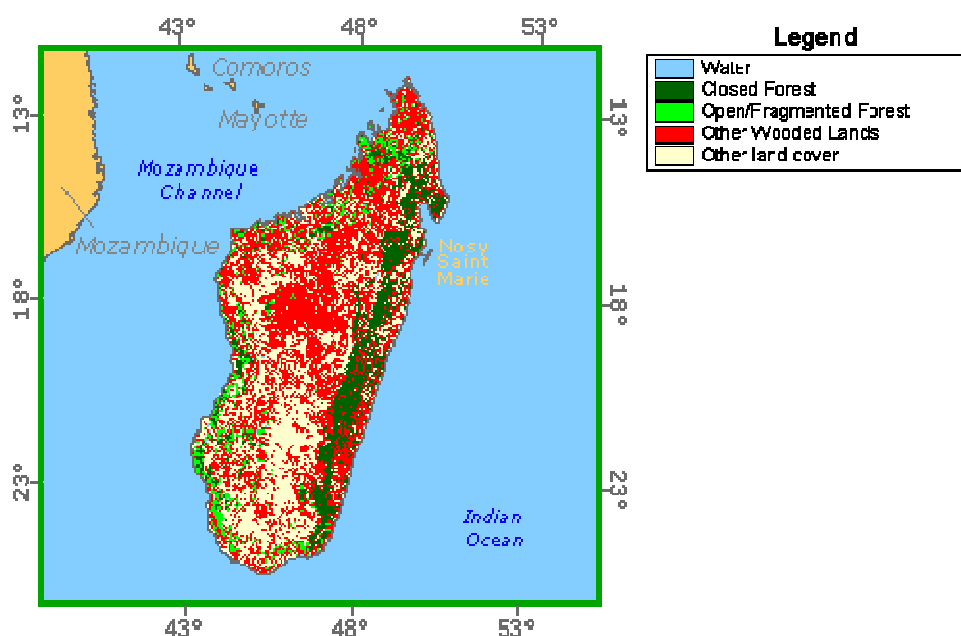 43°
48°
53°
Legend
Water
Closed Forest
Open/Fragmented Forest
Other Wooded Lands
Other land cover
Comoros
Mayotte
13°
13°
Mozambique
Channel
Mozambique
Nosy
Saint
Marie
18°
18°
23°
23°
Indian
Ocean
43°
48°
53°